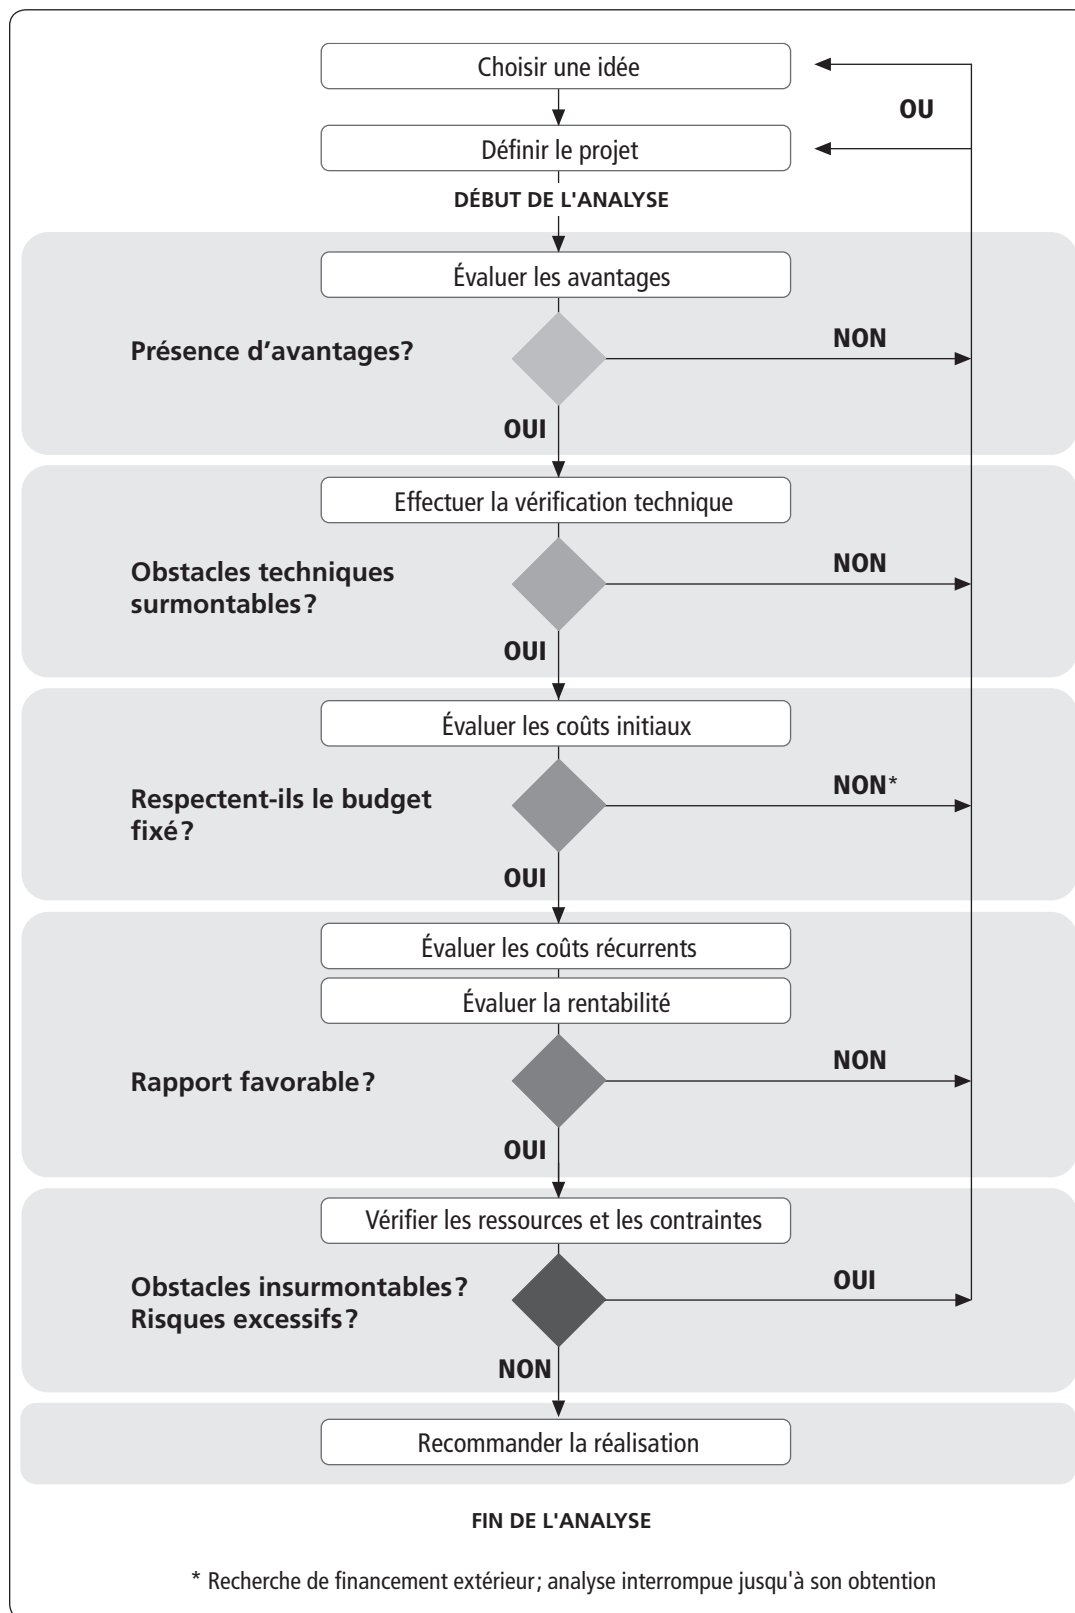 Choisir une idée
OU
Définir le projet
DÉBUT DE L'ANALYSE
Évaluer les avantages
Présence d’avantages?
NON
OUI
Effectuer la vérification technique
Obstacles techniques
surmontables?
NON
OUI
Évaluer les coûts initiaux
Respectent-ils le budget
fixé?
NON*
OUI
Évaluer les coûts récurrents
Évaluer la rentabilité
Rapport favorable?
NON
OUI
Vérifier les ressources et les contraintes
Obstacles insurmontables?
Risques excessifs?
OUI
NON
Recommander la réalisation
FIN DE L'ANALYSE
* Recherche de financement extérieur; analyse interrompue jusqu'à son obtention